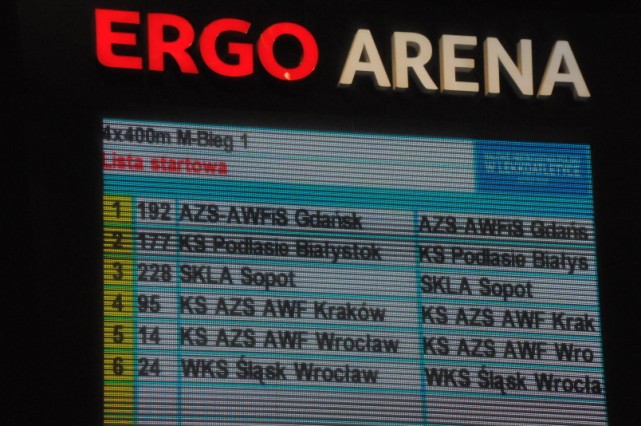 ERGO ARENA
4x400m M-Bieg 1
Lista startowa
1 192 AZS-AWFiS Gdańsk AZS AWFiS Gdańs
2 177 KS Podlasie Białystok KS Podlasie Białys
3 228 SKLA Sopot SKLA Sopot
4 95 KS AZS AWF Kraków KS AZS AWF Krak
5 14 KS AZS AWF Wrocław KS AZS AWF Wro
6 24 WKS Śląsk Wrocław WKS Śląsk Wrocła